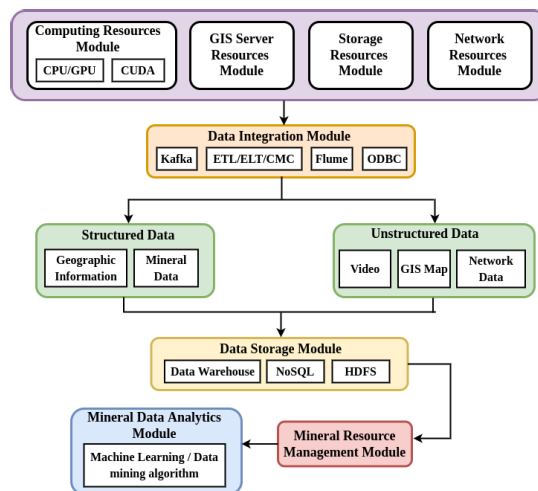 Computing Resources
Module
CPU/GPU
CUDA
GIS Server
Resources
Module
Storage
Resources
Module
Network
Resources
Module
Data Integration Module
Kafka
ETL/ELT/CMC
Flume
ODBC
Structured Data
Geographic
Information
Mineral
Data
Unstructured Data
Video
GIS Map
Network
Data
Data Storage Module
Data Warehouse
NoSQL
HDFS
Mineral Resource
Management Module
Mineral Data Analytics
Module
Machine Learning / Data
mining algorithm